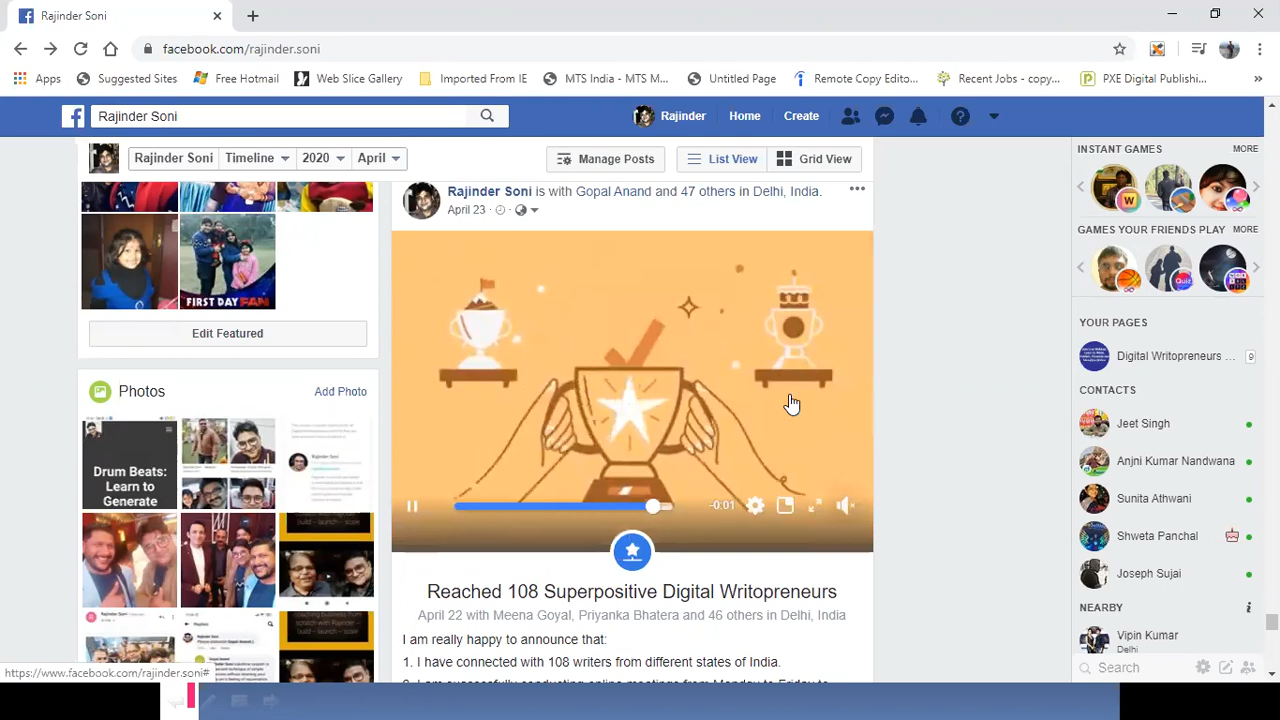 Rajinder Soni
facebook.com/rajinder.soni
Apps
Suggested Sites
Free Hotmail
Web Slice Gallery
Imported From IE
MTS India - MTS M...
Untitled Page
Remote Copy Edito...
Recent Jobs - copy...
PXE Digital Publishi...
»
Rajinder Soni
Rajinder
Home
Create
Rajinder Soni
Timeline
2020
April
Manage Posts
List View
Grid View
FIRST DAY FAN
Edit Featured
Photos
Add Photo
Drum Beats:
Learn to
Generate
Rajinder Soni is with Gopal Anand and 47 others in Delhi, India.
April 23
-0:01
Reached 108 Superpositive Digital Writopreneurs
April 22 with Meena Goyal, Priyanka Bhatera and 46 others in Delhi, India
I am really happy to announce that:
1. I have connected with 108 writers from different states of India.
INSTANT GAMES
MORE
GAMES YOUR FRIENDS PLAY
MORE
Quiz
YOUR PAGES
Digital Writopreneurs ...
9
CONTACTS
Jeet Singh
Anjni Kumar Nandwana
Sunita Athwani
Shweta Panchal
Joseph Sujai
NEARBY
Vipin Kumar
Delhi
Search
https://www.facebook.com/rajinder.soni#